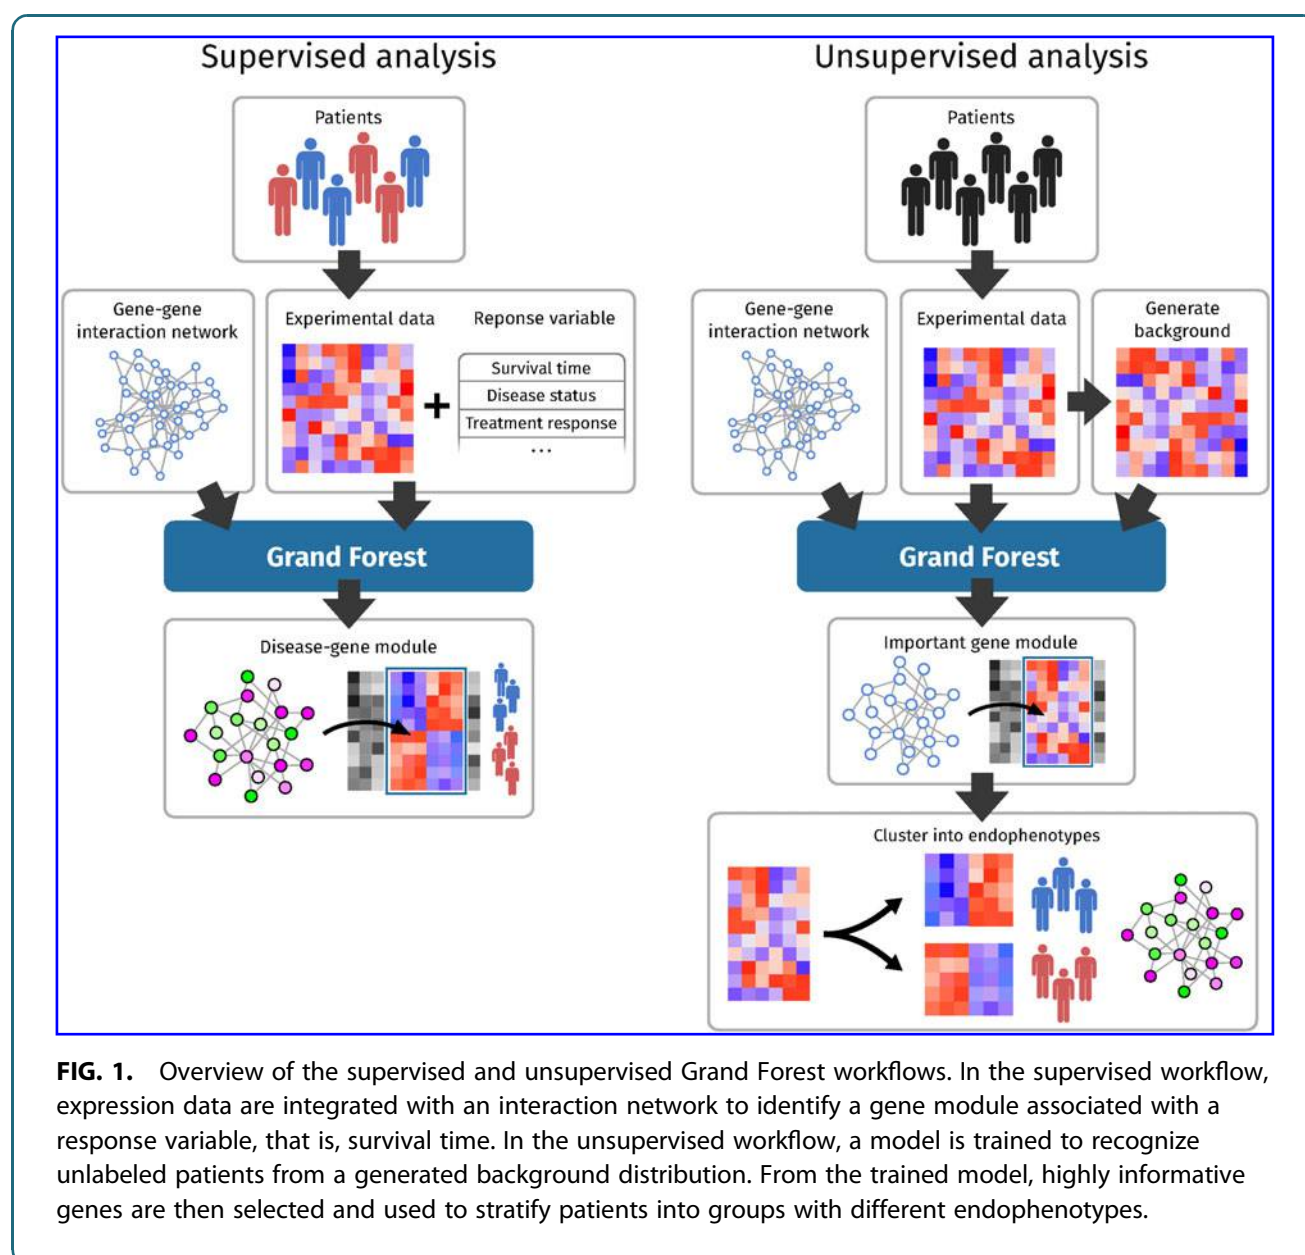 Supervised analysis
Patients
Gene-gene
interaction network
Experimental data
Reponse variable
Survival time
Disease status
Treatment response
...
+
Grand Forest
Disease-gene module
Unsupervised analysis
Patients
Gene-gene
interaction network
Experimental data
Generate
background
Grand Forest
Important gene module
Cluster into endophenotypes
FIG. 1. Overview of the supervised and unsupervised Grand Forest workflows. In the supervised workflow,
expression data are integrated with an interaction network to identify a gene module associated with a
response variable, that is, survival time. In the unsupervised workflow, a model is trained to recognize
unlabeled patients from a generated background distribution. From the trained model, highly informative
genes are then selected and used to stratify patients into groups with different endophenotypes.